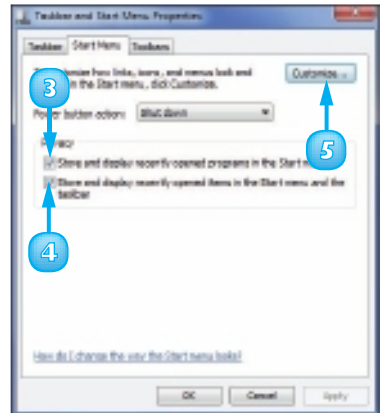 Taskbar and Start Menu Properties
Taskbar Start Menu Toolbars
To customize how links, icons, and menus look and
in the Start menu, click Customize.
Customize...
3
Power button action: Shut down
5
Privacy
Store and display recently opened programs in the Start
Store and display recently opened items in the Start menu and the
taskbar
4
How do I change the way the Start menu looks?
OK Cancel Apply